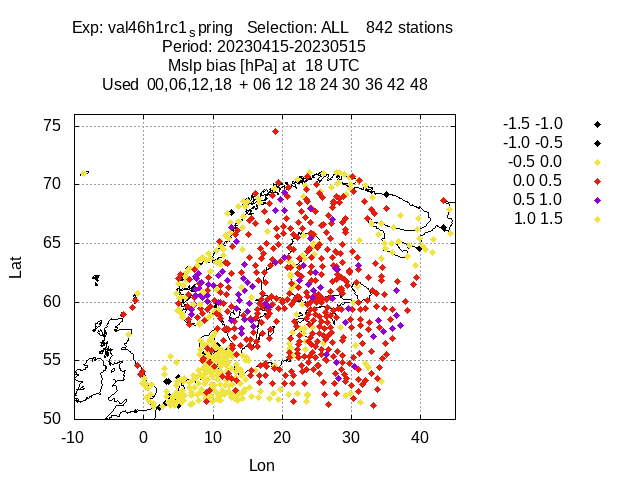 Exp: val46h1rc1spring   Selection: ALL    842 stations
Period: 20230415-20230515
Mslp bias [hPa] at  18 UTC
Used  00,06,12,18  + 06 12 18 24 30 36 42 48
-1.5 -1.0
-1.0 -0.5
-0.5 0.0
0.0 0.5
0.5 1.0
1.0 1.5
75
70
65
60
55
50
Lat
-10 0 10 20 30 40
Lon